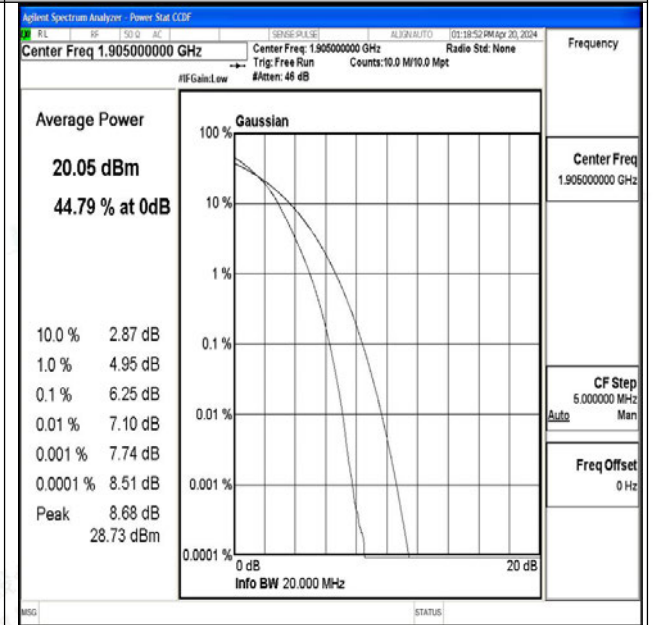 Agilent Spectrum Analyzer - Power Stat CCDF
RL RF 50 Ω AC SENSE:PULSE ALIGN AUTO 01:18:52 PM Apr 20, 2024
Center Freq 1.905000000 GHz
Center Freq: 1.905000000 GHz Radio Std: None
Trig: Free Run Counts:10.0 M/10.0 Mpt
#IFGain:Low #Atten: 46 dB
Frequency
Average Power
20.05 dBm
44.79 % at 0dB
10.0 % 2.87 dB
1.0 % 4.95 dB
0.1 % 6.25 dB
0.01 % 7.10 dB
0.001 % 7.74 dB
0.0001 % 8.51 dB
Peak 8.68 dB
28.73 dBm
Gaussian
100 %
10 %
1 %
0.1 %
0.01 %
0.001 %
0.0001 %
0 dB 20 dB
Info BW 20.000 MHz
Center Freq
1.905000000 GHz
CF Step
5.000000 MHz
Auto Man
Freq Offset
0 Hz
MSG STATUS